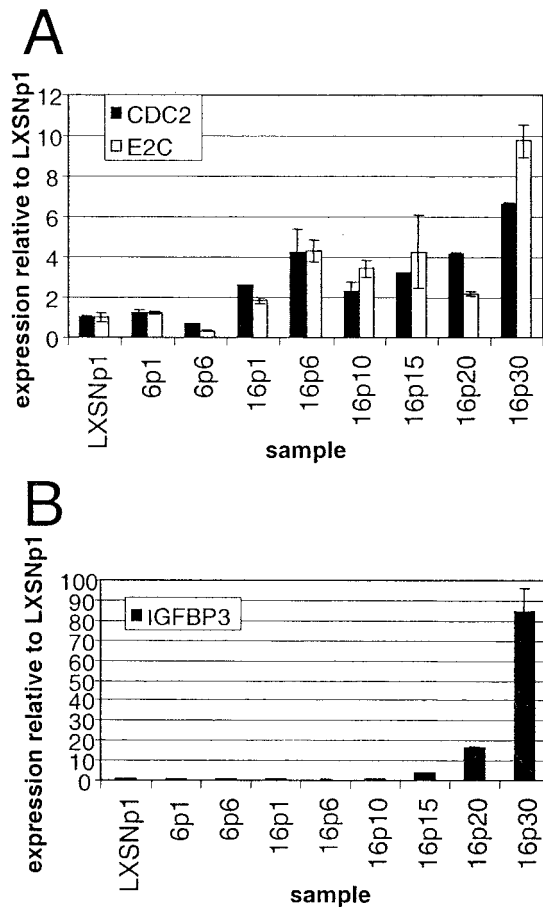 A
expression relative to LXSNp1
12
10
8
6
4
2
0
CDC2
E2C
LXSNp1
6p1
6p6
16p1
16p6
16p10
16p15
16p20
16p30
sample
B
expression relative to LXSNp1
100
90
80
70
60
50
40
30
20
10
0
IGFBP3
LXSNp1
6p1
6p6
16p1
16p6
16p10
16p15
16p20
16p30
sample